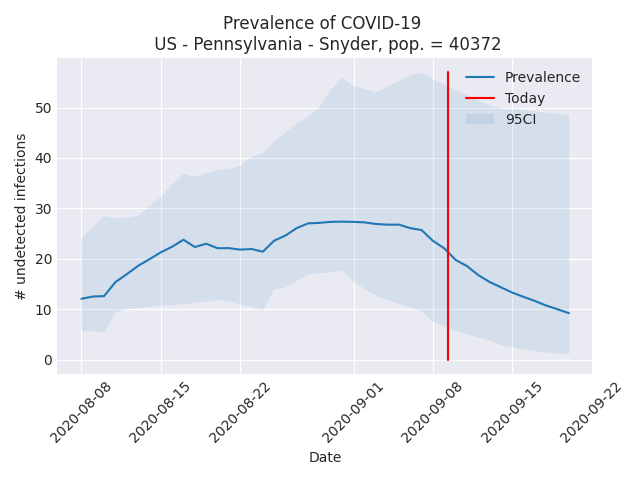 Prevalence of COVID-19
US - Pennsylvania - Snyder, pop. = 40372
Prevalence
Today
95CI
# undetected infections
50
40
30
20
10
0
2020-08-08
2020-08-15
2020-08-22
2020-09-01
2020-09-08
2020-09-15
2020-09-22
Date